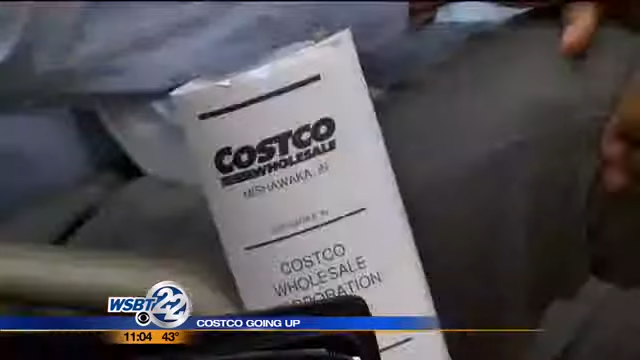 COSTCO
WHOLESALE
MISHAWAKA, IN
COSTCO
WHOLESALE
CORPORATION
WSBT 22
COSTCO GOING UP
11:04 43°